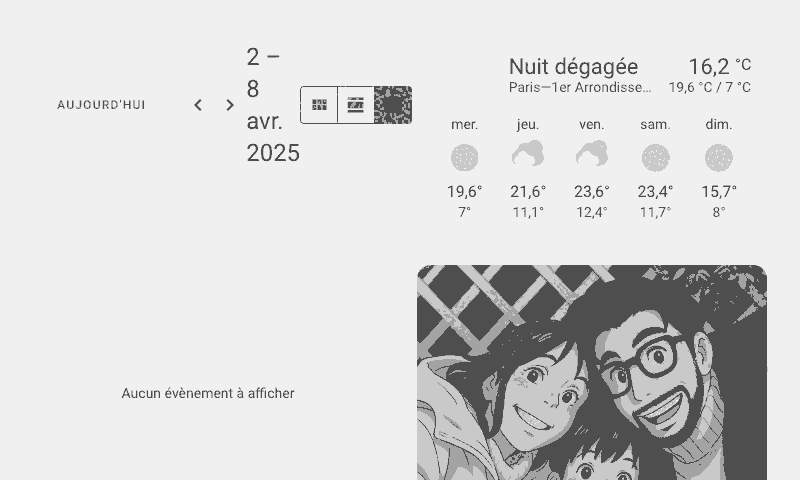 AUJOURD'HUI
2 –
8
avr.
2025
Nuit dégagée
16,2 °C
Paris—1er Arrondisse...
19,6 °C / 7 °C
mer. jeu. ven. sam. dim.
19,6° 21,6° 23,6° 23,4° 15,7°
7° 11,1° 12,4° 11,7° 8°
Aucun évènement à afficher